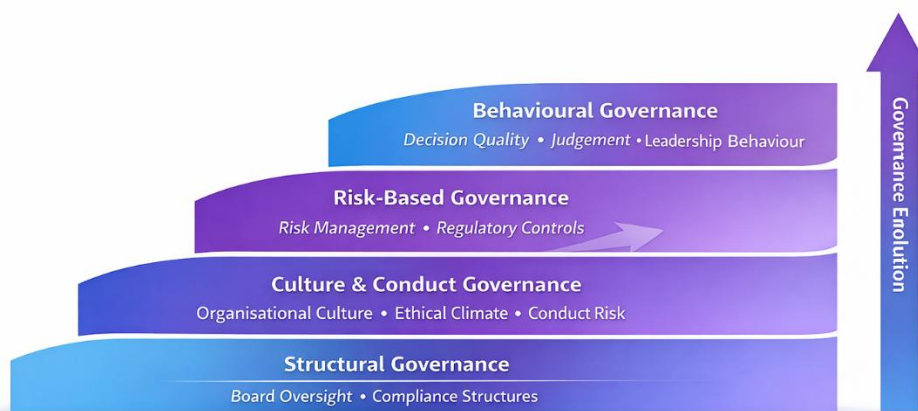 Behavioural Governance
Decision Quality • Judgement • Leadership Behaviour
Risk-Based Governance
Risk Management • Regulatory Controls
Culture & Conduct Governance
Organisational Culture • Ethical Climate • Conduct Risk
Structural Governance
Board Oversight • Compliance Structures
Governance Emolution